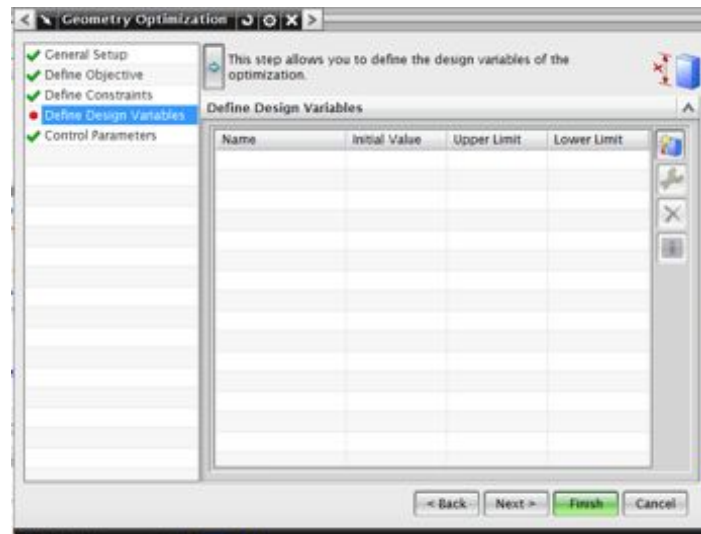 Geometry Optimization
General Setup
Define Objective
Define Constraints
Define Design Variables
Control Parameters
This step allows you to define the design variables of the
optimization.
Define Design Variables
Name Initial Value Upper Limit Lower Limit
< Back Next > Finish Cancel